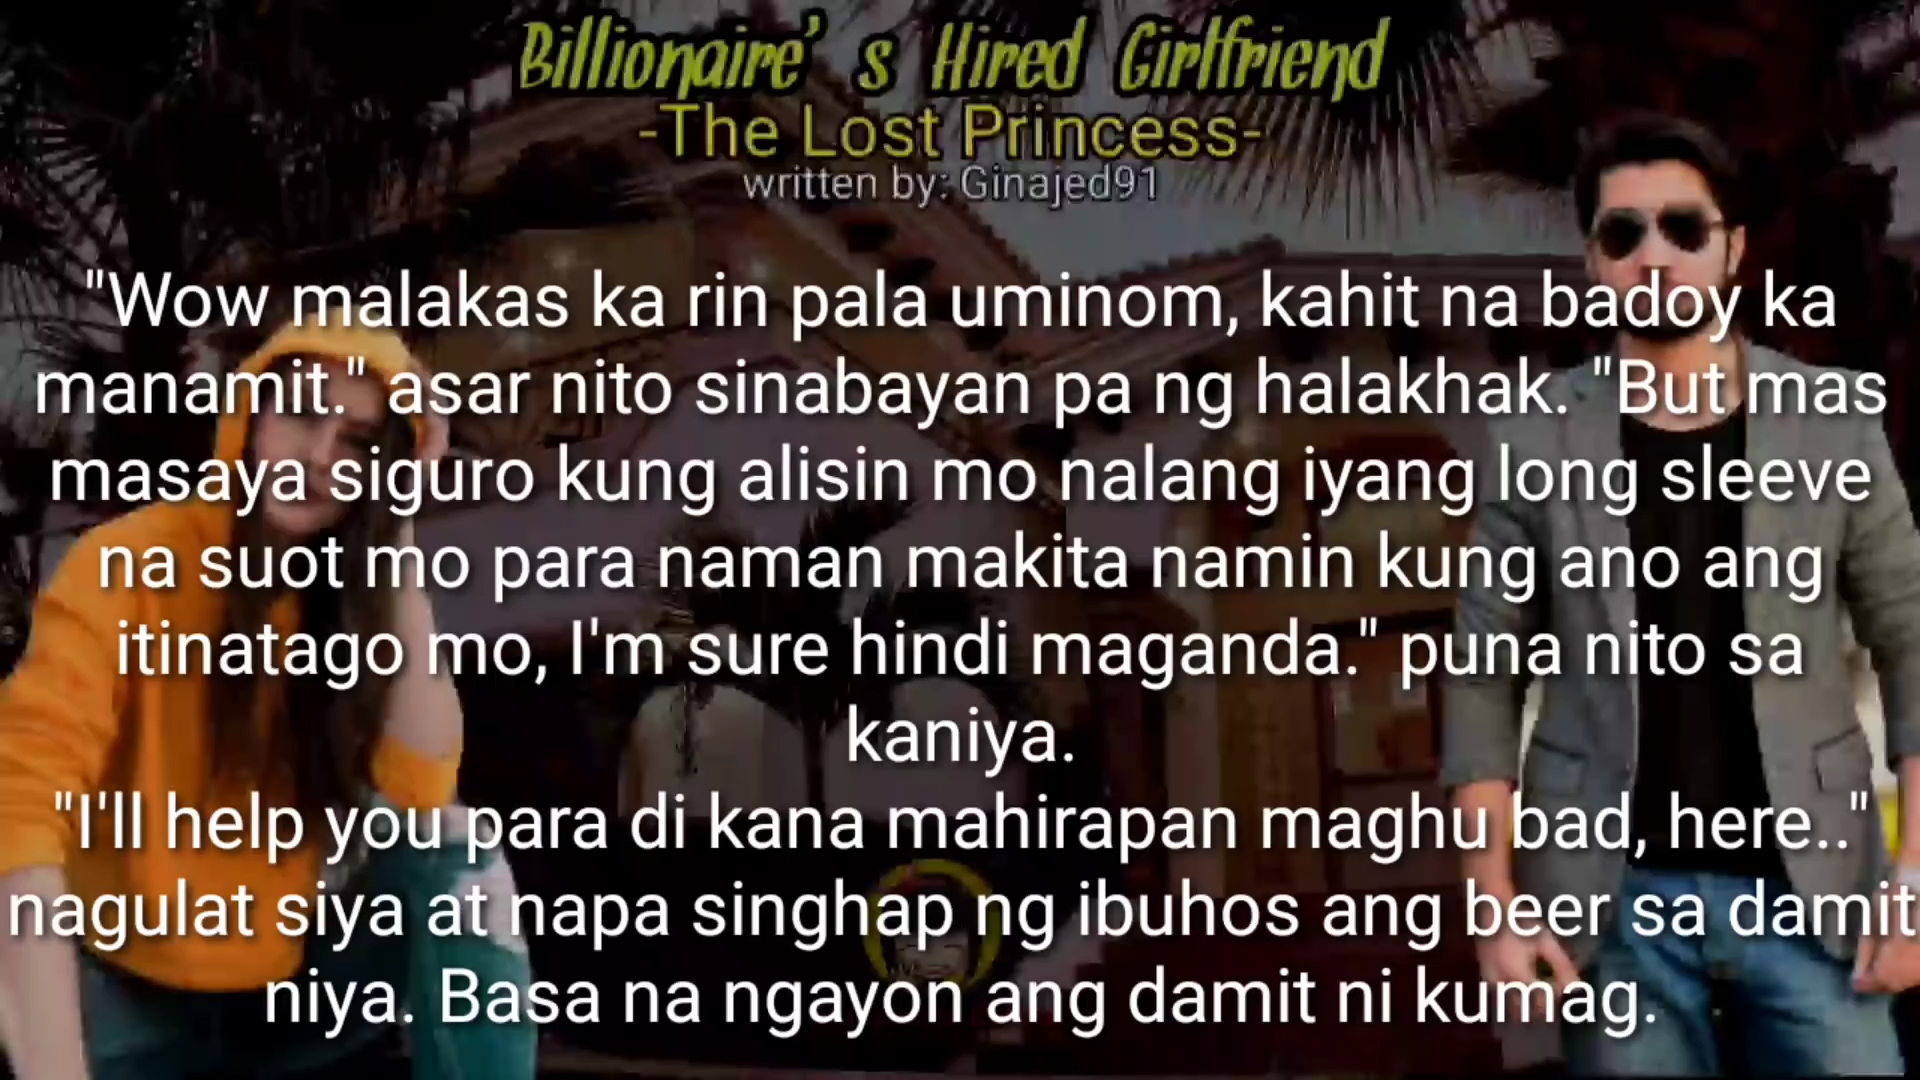 Billionaire's Hired Girlfriend
-The Lost Princess-
written by: Ginajed91
"Wow malakas ka rin pala uminom, kahit na badoy ka
manamit." asar nito sinabayan pa ng halakhak. "But mas
masaya siguro kung alisin mo nalang iyang long sleeve
na suot mo para naman makita namin kung ano ang
itinatago mo, I'm sure hindi maganda." puna nito sa
kaniya.
"I'll help you para di kana mahirapan maghu bad, here.."
nagulat siya at napa singhap ng ibuhos ang beer sa damit
niya. Basa na ngayon ang damit ni kumag.